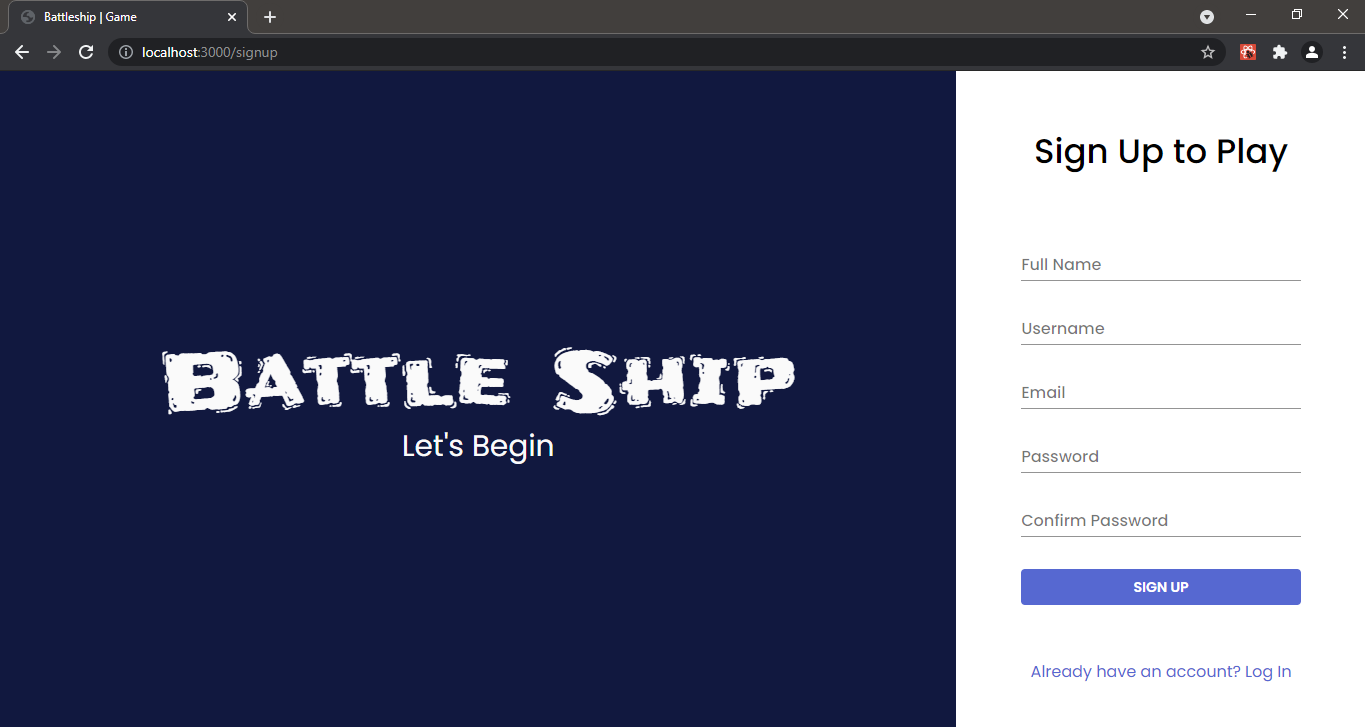 Battleship | Game
localhost:3000/signup
Battle Ship
Let's Begin
Sign Up to Play
Full Name
Username
Email
Password
Confirm Password
SIGN UP
Already have an account? Log In